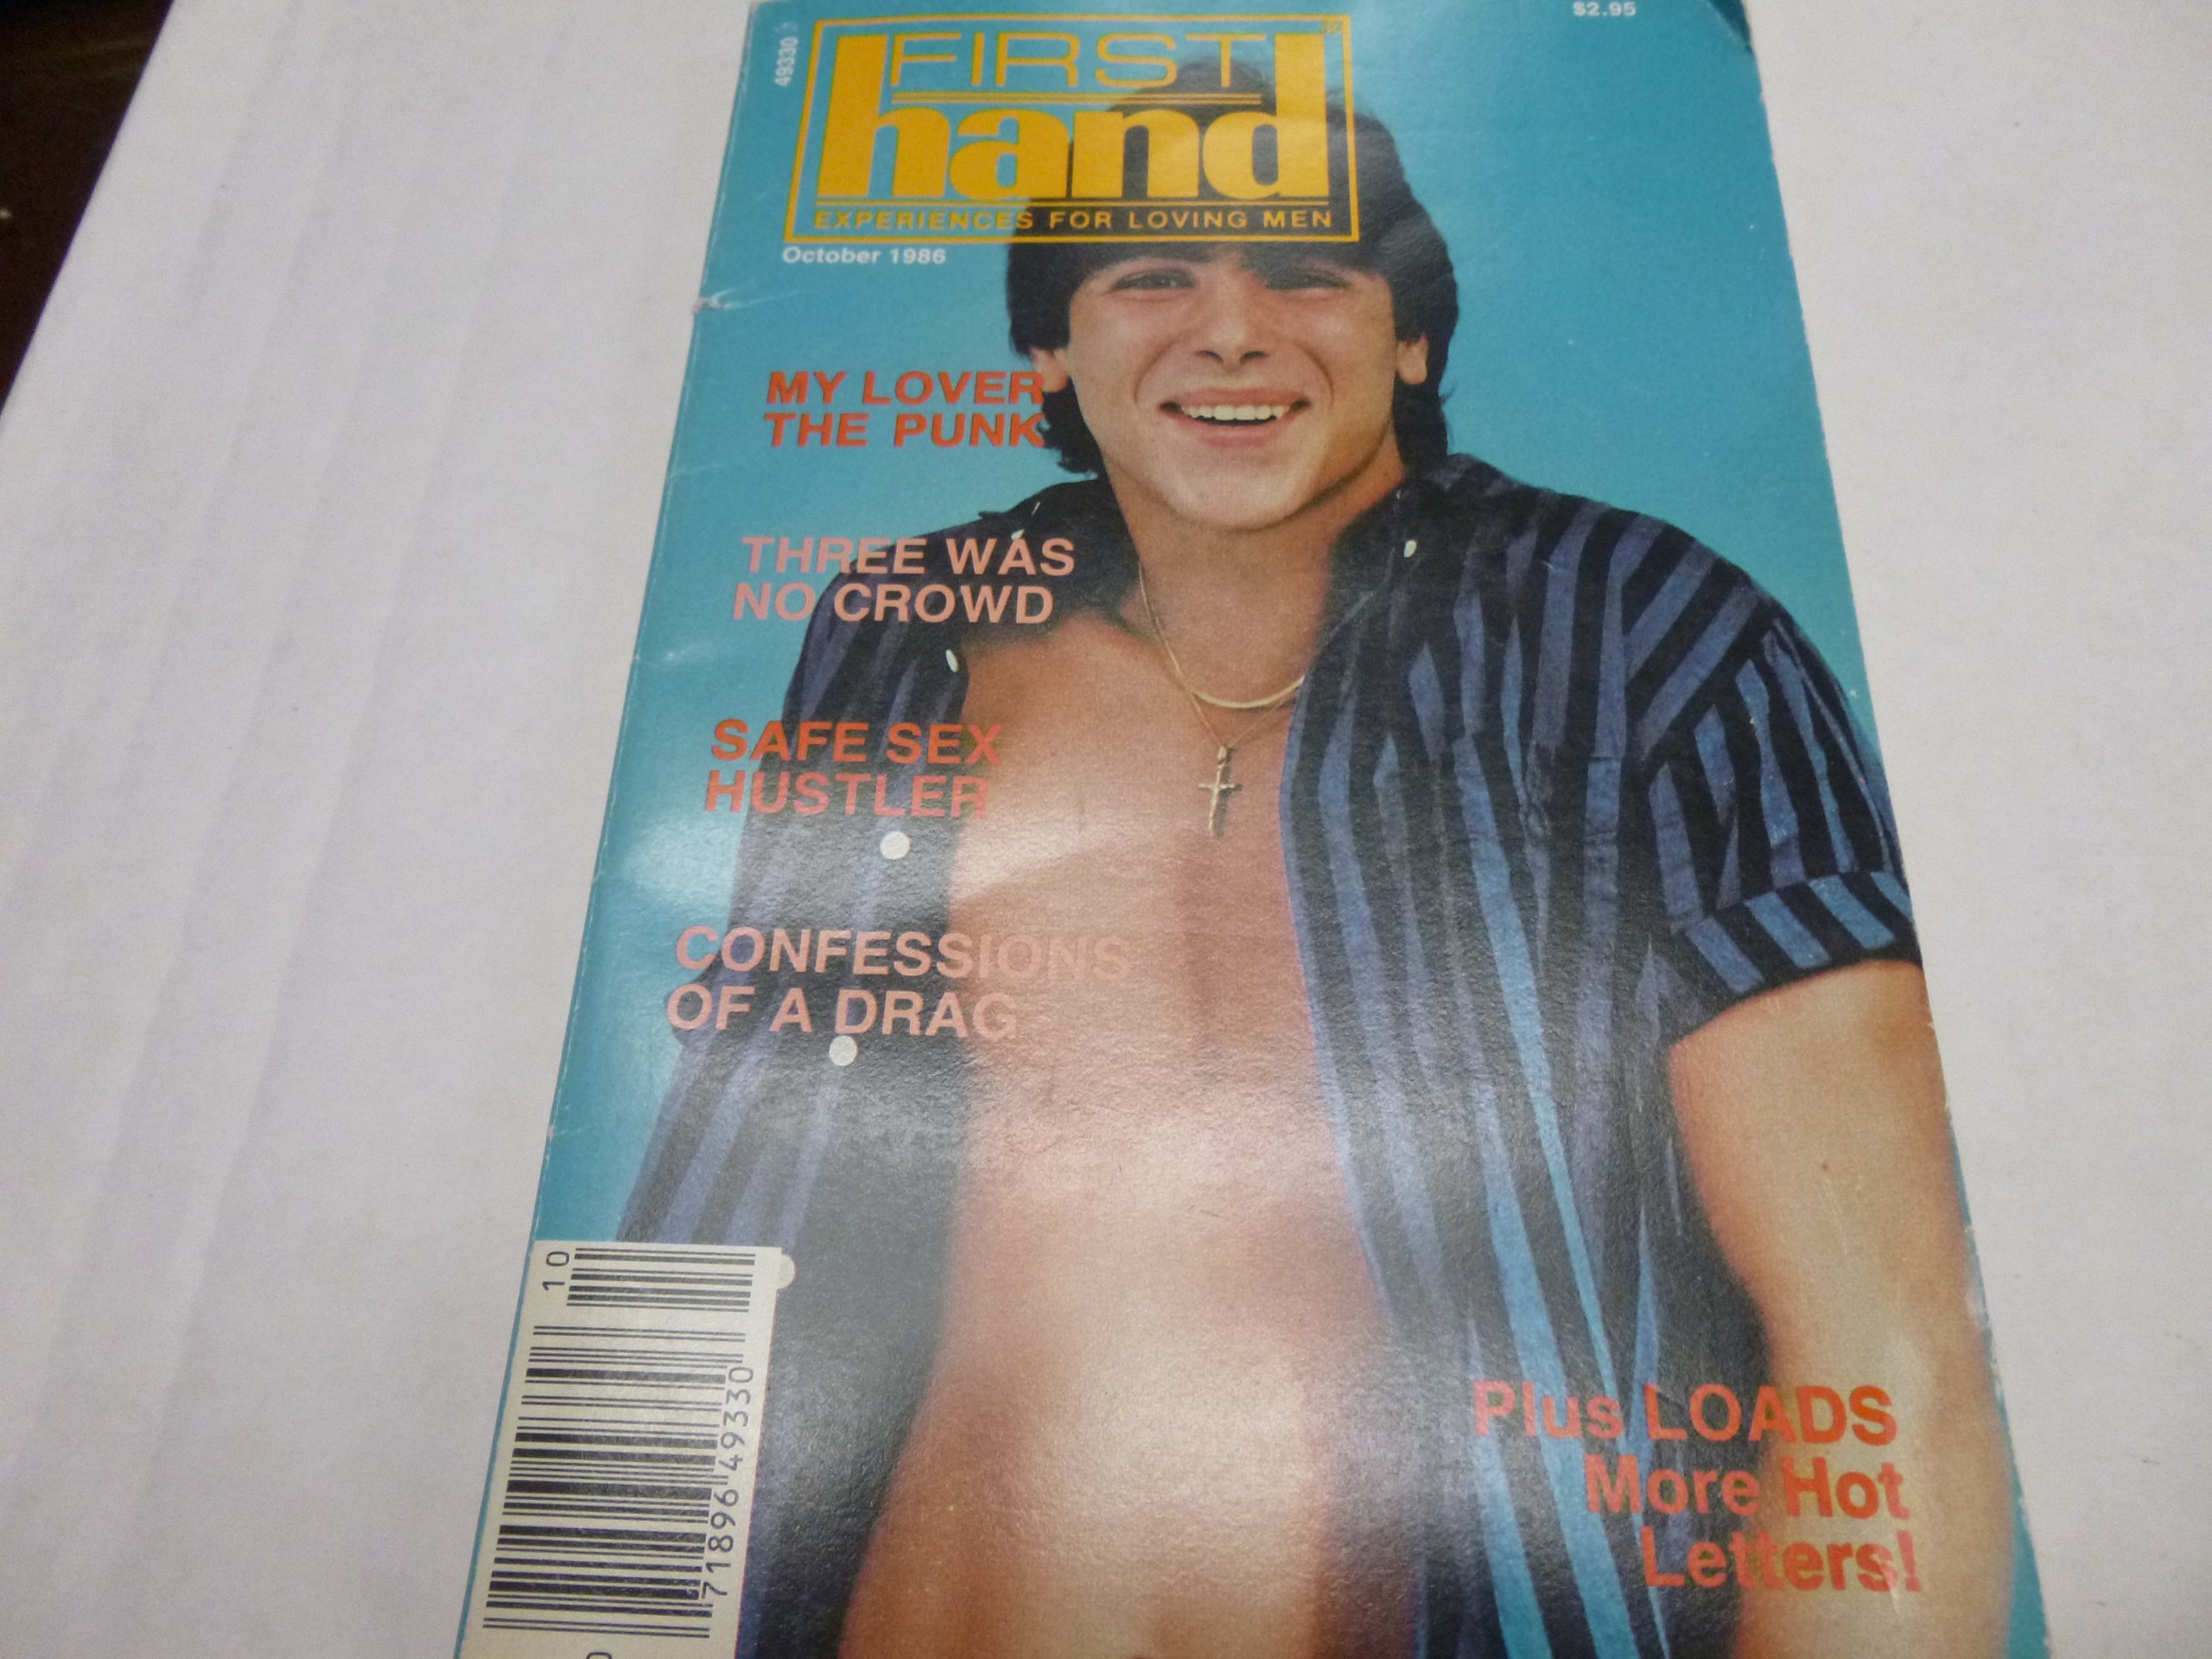 $2.95
49330
FIRST
hand
EXPERIENCES FOR LOVING MEN
October 1986
MY LOVER
THE PUNK
THREE WAS
NO CROWD
SAFE SEX
HUSTLER
CONFESSIONS
OF A DRAG
10
71896 49330
0
Plus LOADS
More Hot
Letters!